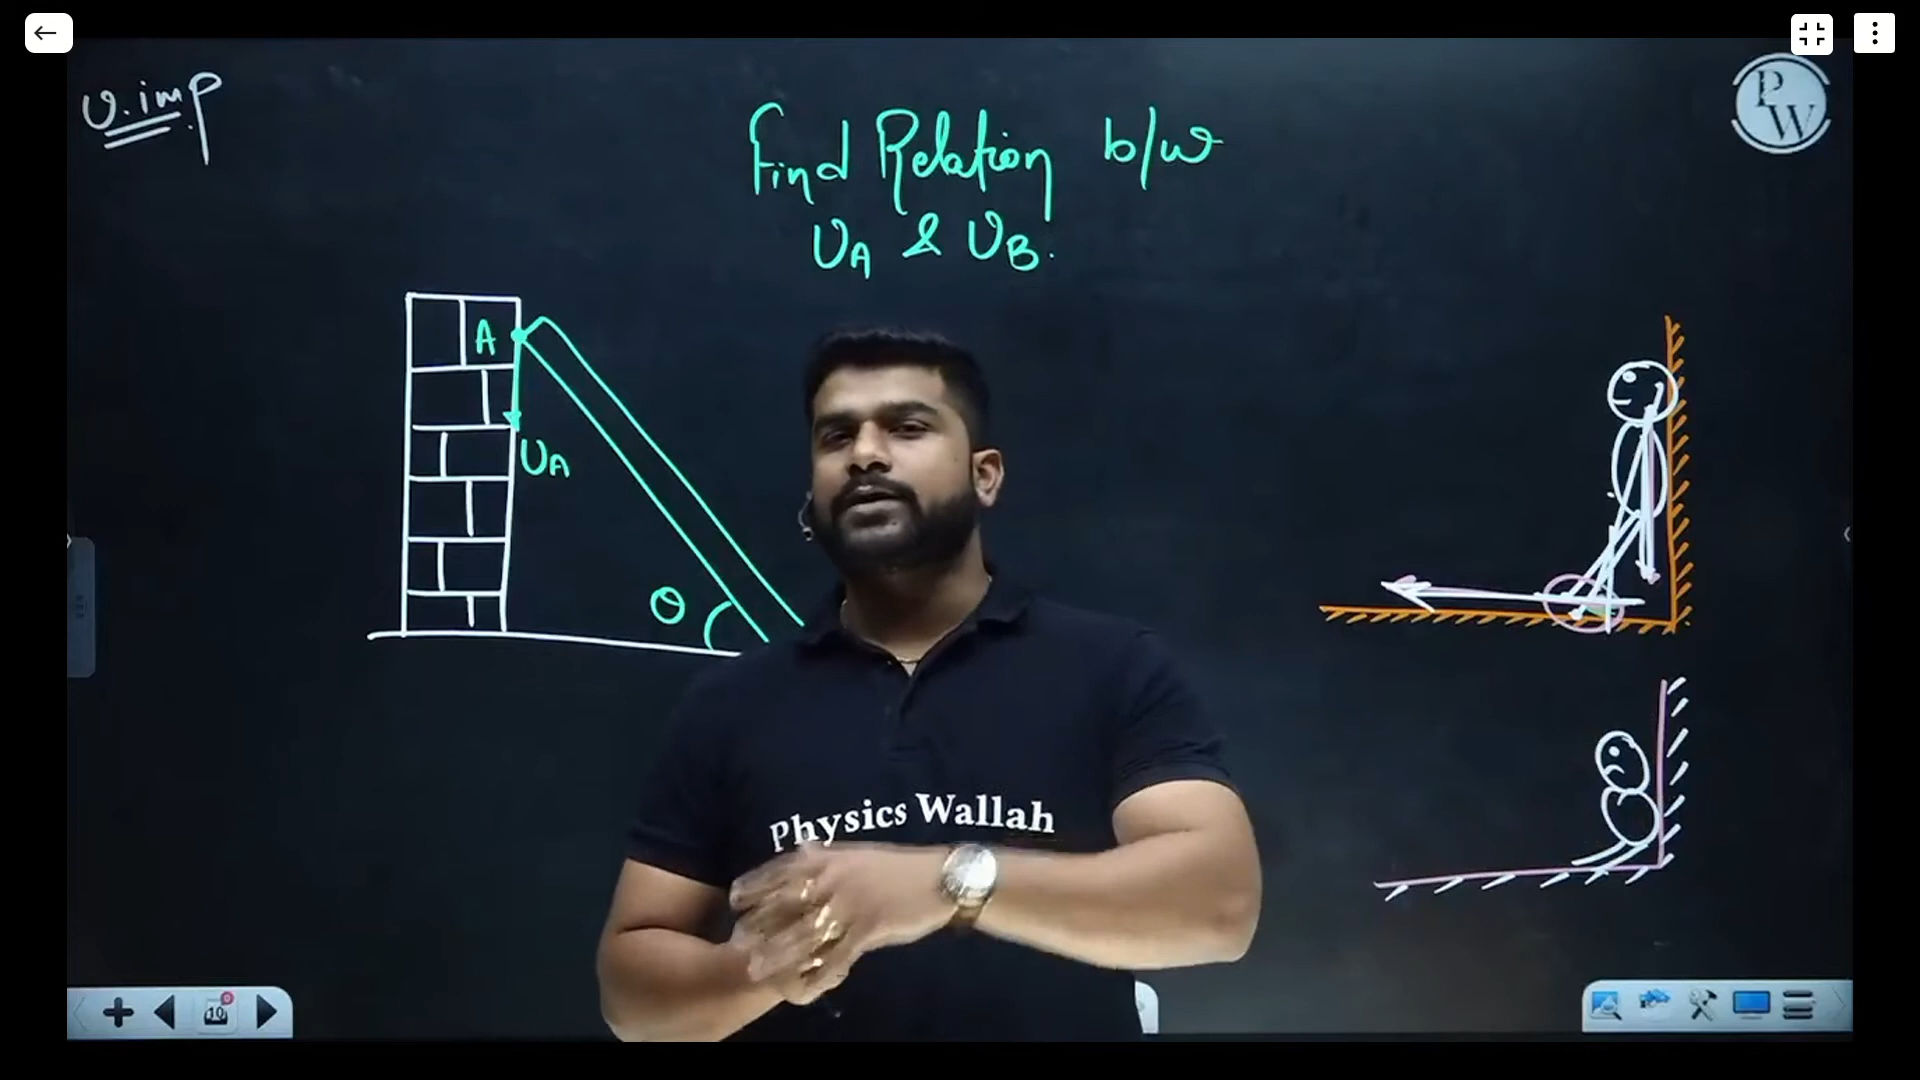 v.imp
Find Relation b/w
VA & VB.
A
VA
θ
PW
Physics Wallah
10